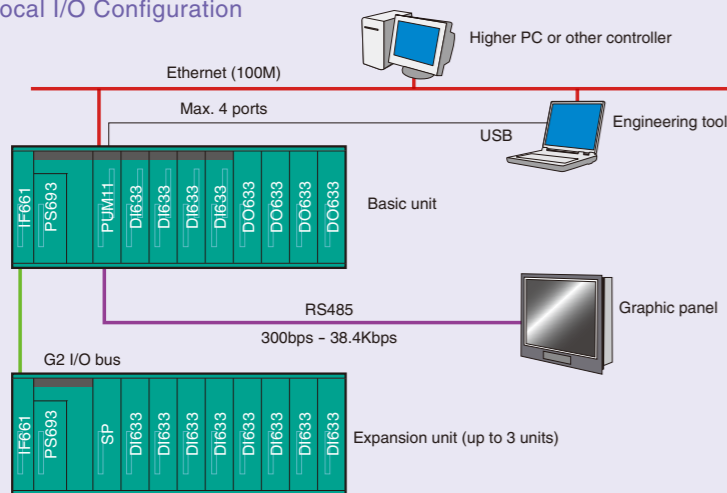 ocal I/O Configuration
Higher PC or other controller
Ethernet (100M)
Max. 4 ports
USB
Engineering tool
IF661
PS693
PUM11
DI633
DI633
DI633
DI633
DO633
DO633
DO633
DO633
Basic unit
RS485
300bps – 38.4Kbps
Graphic panel
G2 I/O bus
IF661
PS693
SP
DI633
DI633
DI633
DI633
DI633
DI633
DI633
DI633
Expansion unit (up to 3 units)